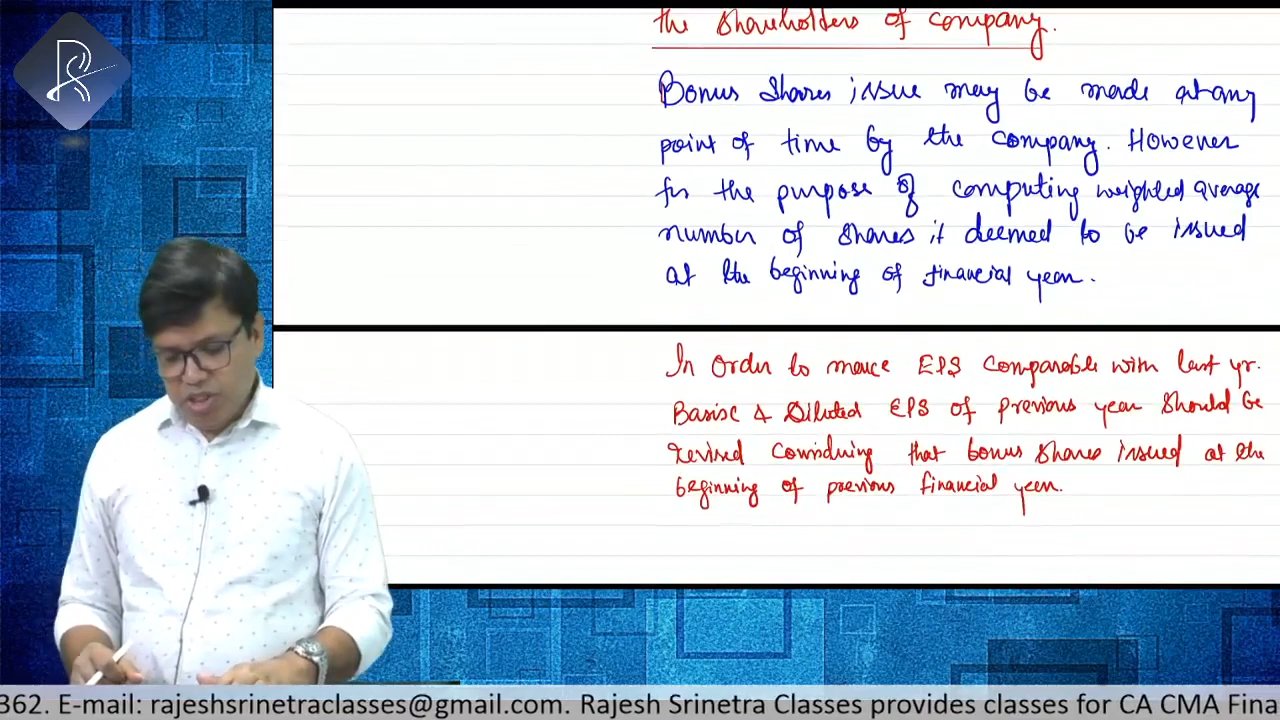 the Shareholders of company.
Bonus Shares issue may be made at any
point of time by the company. However
for the purpose of computing weighted average
number of shares it deemed to be issued
at the beginning of financial year.
In order to make EPS comparable with last yr.
Basic & Diluted EPS of previous year should be
revised considering that bonus shares issued at the
beginning of previous financial year.
362. E-mail: rajeshsrinetraclasses@gmail.com. Rajesh Srinetra Classes provides classes for CA CMA Fina